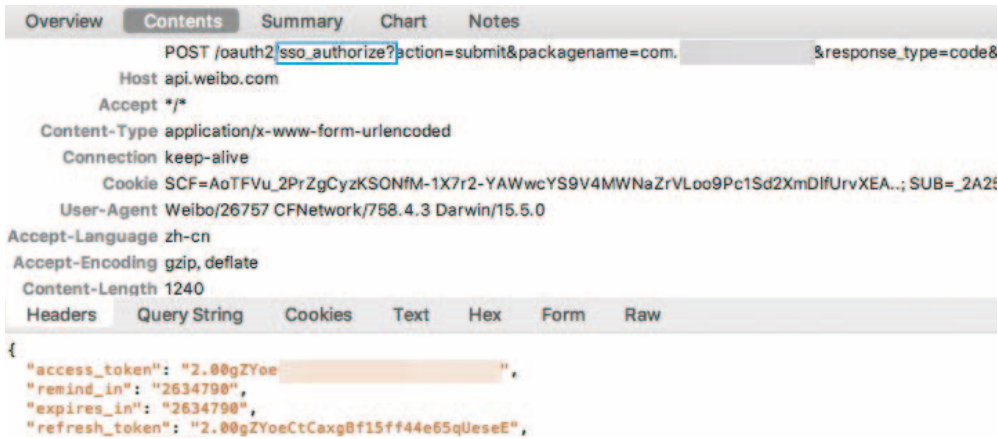 Overview Contents Summary Chart Notes
POST /oauth2/sso_authorize?action=submit&packagename=com. &response_type=code&
Host api.weibo.com
Accept */*
Content-Type application/x-www-form-urlencoded
Connection keep-alive
Cookie SCF=AoTFVu_2PrZgCyzKSONfM-1X7r2-YAWwcYS9V4MWNaZrVLoo9Pc1Sd2XmDlfUrvXEA..; SUB=_2A25
User-Agent Weibo/26757 CFNetwork/758.4.3 Darwin/15.5.0
Accept-Language zh-cn
Accept-Encoding gzip, deflate
Content-Length 1240
Headers Query String Cookies Text Hex Form Raw
{
"access_token": "2.00gZYoe ",
"remind_in": "2634790",
"expires_in": "2634790",
"refresh_token": "2.00gZYoeCtCaxgBf15ff44e65qUeseE",